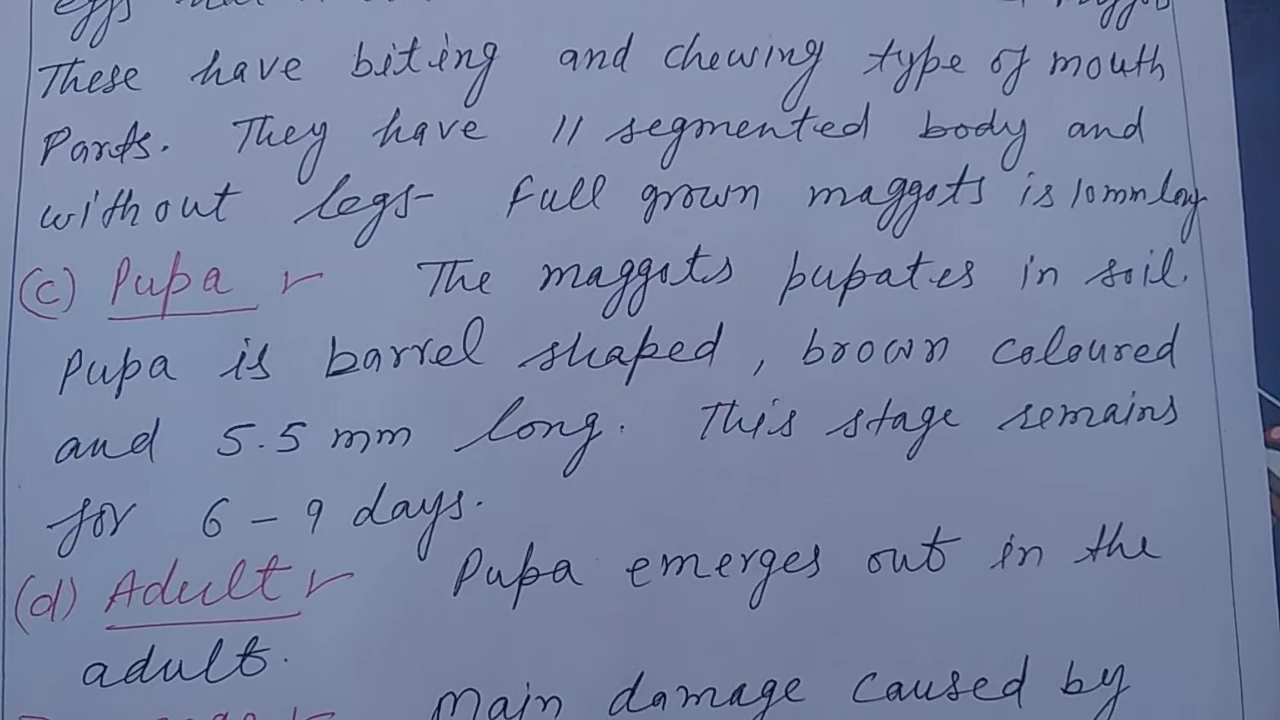 eggs
These have biting and chewing type of mouth
Parts. They have 11 segmented body and
without legs- full grown maggots is 10mm long
(c) Pupa The maggots pupates in soil.
Pupa is barrel shaped, brown coloured
and 5.5 mm long. This stage remains
for 6-9 days.
(d) Adult Pupa emerges out in the
adult.
Main damage caused by